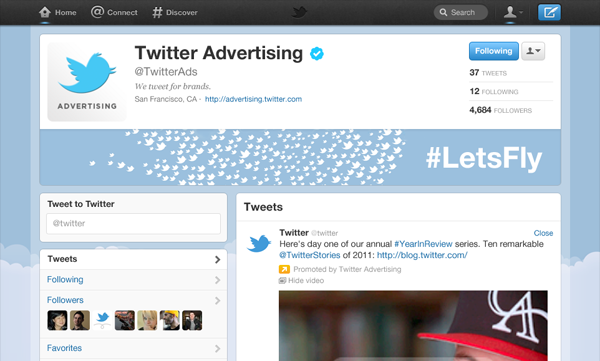 Home @ Connect # Discover Search
Twitter Advertising
@TwitterAds
We tweet for brands.
San Francisco, CA · http://advertising.twitter.com
ADVERTISING
Following
37 TWEETS
12 FOLLOWING
4,684 FOLLOWERS
#LetsFly
Tweet to Twitter
@twitter
Tweets
Following
Followers
Favorites
Tweets
Twitter @twitter Close
Here's day one of our annual #YearInReview series. Ten remarkable
@TwitterStories of 2011: http://blog.twitter.com/
Promoted by Twitter Advertising
Hide video
CA